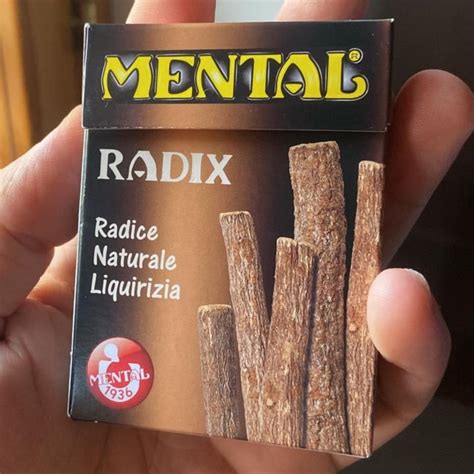 MENTAL®
RADIX
Radice
Naturale
Liquirizia
MENTAL
1936